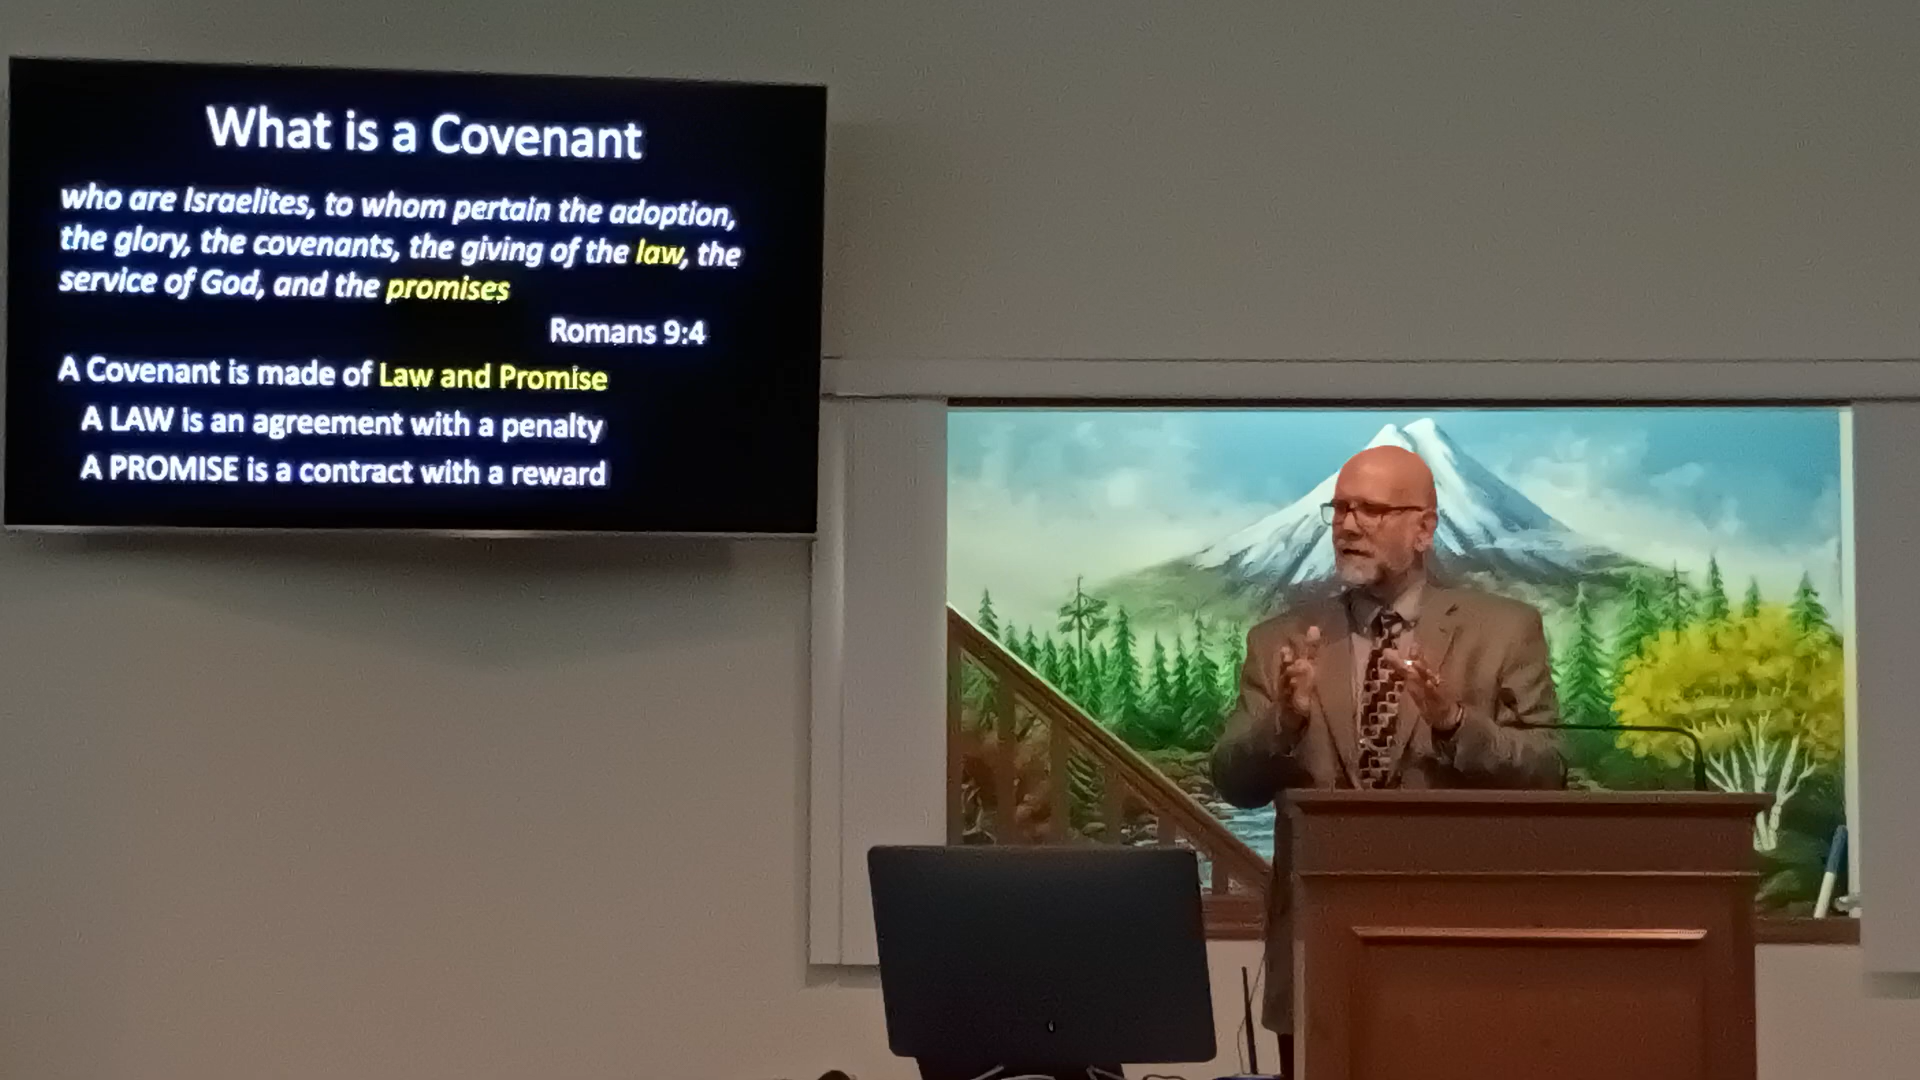 What is a Covenant
who are Israelites, to whom pertain the adoption,
the glory, the covenants, the giving of the law, the
service of God, and the promises
Romans 9:4
A Covenant is made of Law and Promise
A LAW is an agreement with a penalty
A PROMISE is a contract with a reward